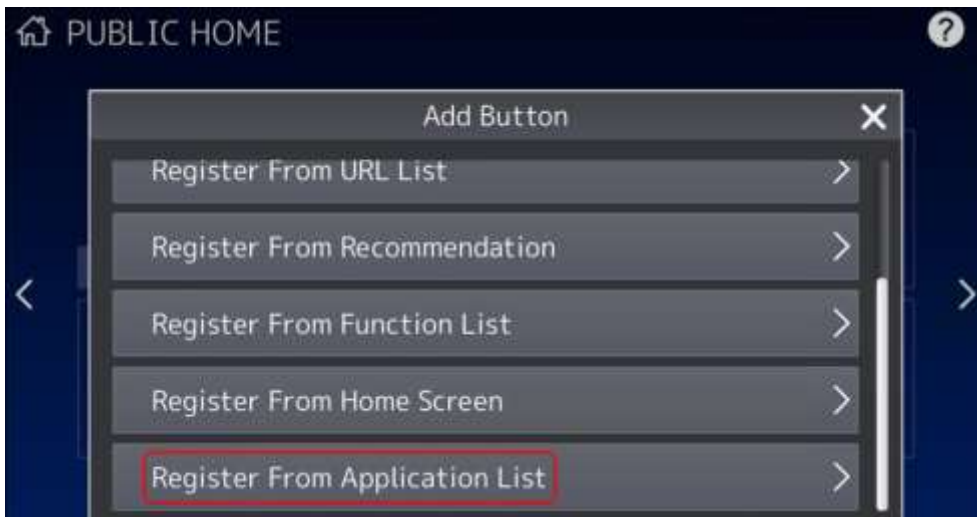 PUBLIC HOME
?
Add Button
Register From URL List
Register From Recommendation
Register From Function List
Register From Home Screen
Register From Application List